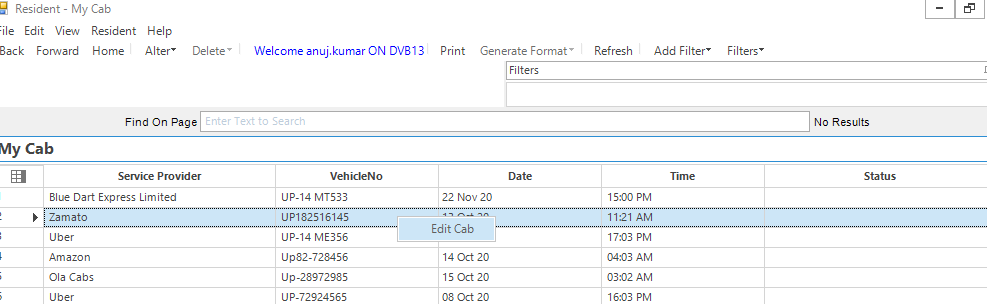 Resident - My Cab
File Edit View Resident Help
Back Forward Home Alter Delete Welcome anuj.kumar ON DVB13 Print Generate Format Refresh Add Filter Filters
Filters
Find On Page Enter Text to Search No Results
My Cab
Service Provider VehicleNo Date Time Status
1 Blue Dart Express Limited UP-14 MT533 22 Nov 20 15:00 PM
2 Zamato UP182516145 11:21 AM
Edit Cab
3 Uber UP-14 ME356 17:03 PM
4 Amazon Up82-728456 14 Oct 20 04:03 AM
5 Ola Cabs Up-28972985 15 Oct 20 03:02 AM
6 Uber UP-72924565 08 Oct 20 16:03 PM